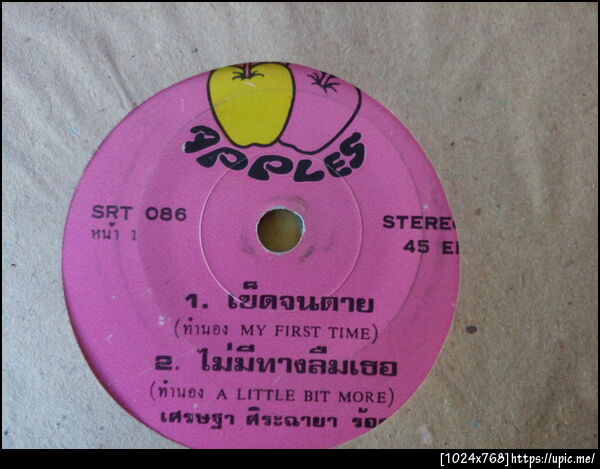 APPLES
SRT 086
STEREO
หน้า 1
45
1. เข็ดจนตาย
(ทำนอง MY FIRST TIME)
2. ไม่มีทางลืมเธอ
(ทำนอง A LITTLE BIT MORE)
เศรษฐา ศิระฉายา
[1024x768]https://upic.me/